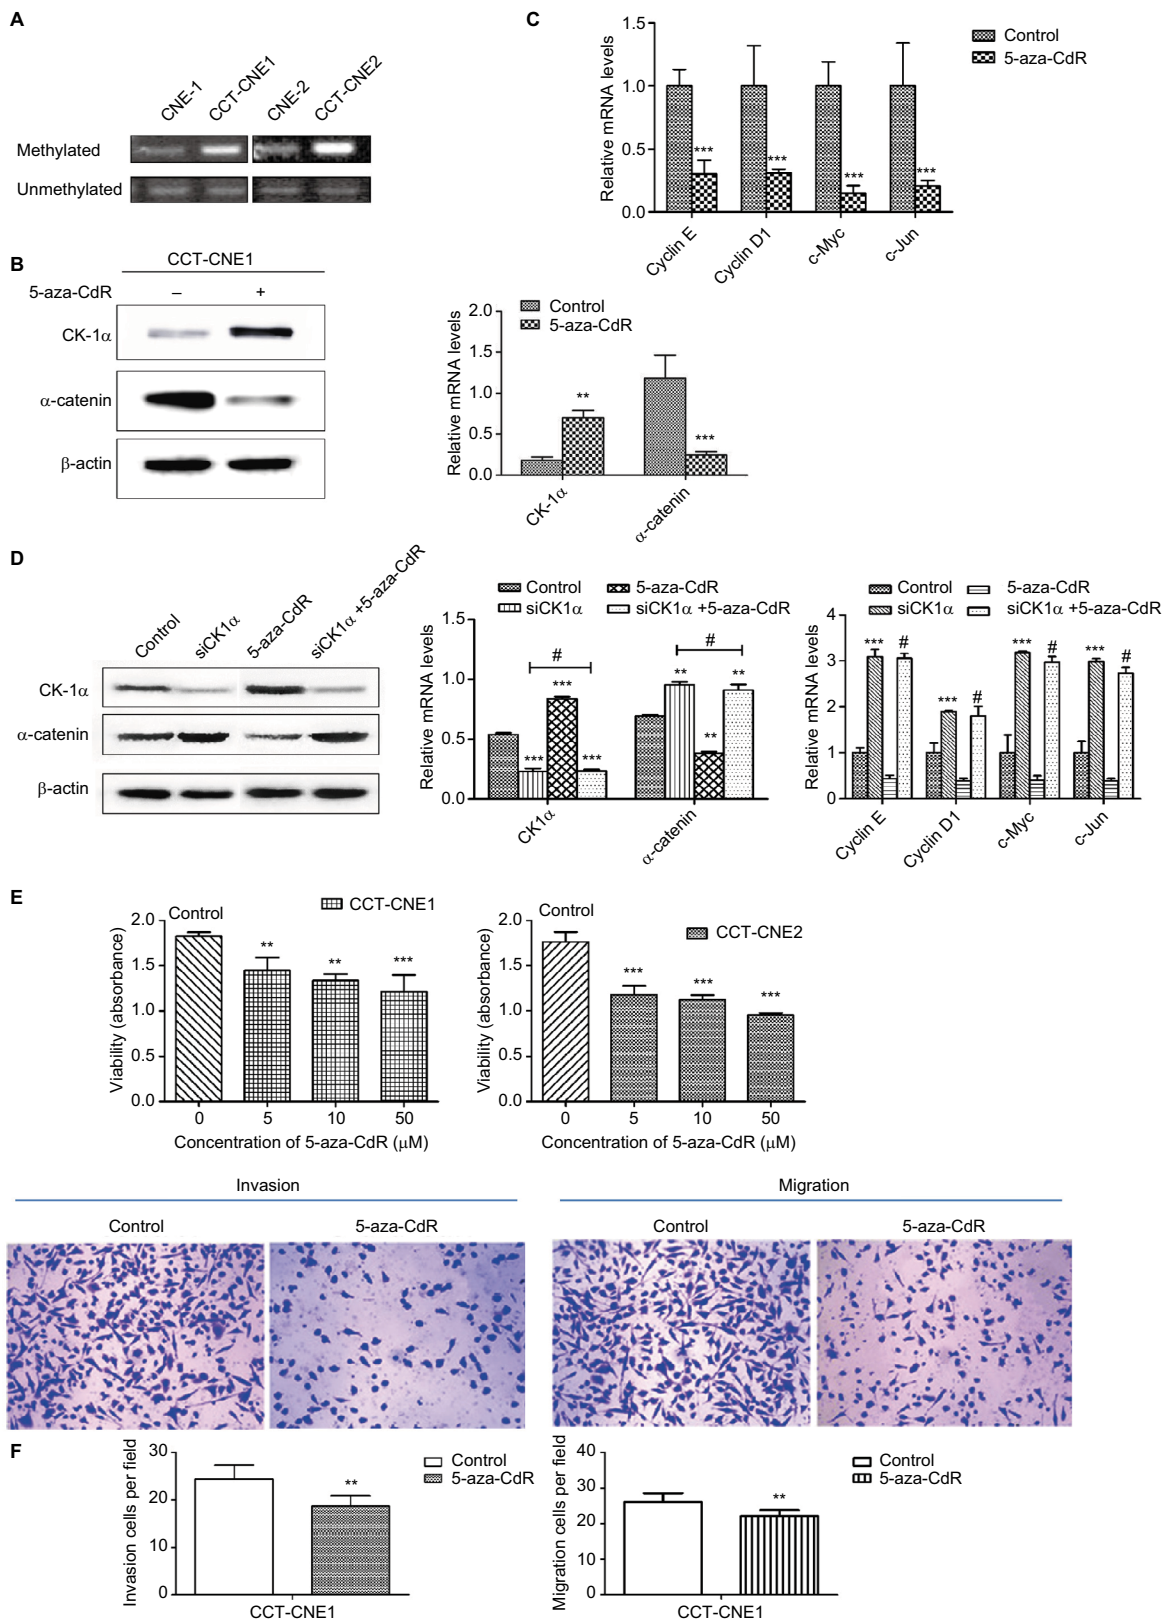 A
CNE-1
CCT-CNE1
CNE-2
CCT-CNE2
Methylated
Unmethylated
C
Relative mRNA levels
1.5
1.0
0.5
0.0
Control
5-aza-CdR
***
***
***
***
Cyclin E
Cyclin D1
c-Myc
c-Jun
B
CCT-CNE1
5-aza-CdR – +
CK-1α
α-catenin
β-actin
Relative mRNA levels
2.0
1.5
1.0
0.5
0.0
Control
5-aza-CdR
**
***
CK-1α
α-catenin
D
Control
siCK1α
5-aza-CdR
siCK1α +5-aza-CdR
CK-1α
α-catenin
β-actin
Control 5-aza-CdR
siCK1α siCK1α +5-aza-CdR
Relative mRNA levels
1.5
1.0
0.5
0.0
#
***
***
***
#
**
**
**
CK1α
α-catenin
Control 5-aza-CdR
siCK1α siCK1α +5-aza-CdR
Relative mRNA levels
4
3
2
1
0
*** #
*** #
*** #
*** #
Cyclin E
Cyclin D1
c-Myc
c-Jun
E
Viability (absorbance)
2.0
1.5
1.0
0.5
0.0
Control
CCT-CNE1
**
**
***
0 5 10 50
Concentration of 5-aza-CdR (μM)
Viability (absorbance)
2.0
1.5
1.0
0.5
0.0
Control
CCT-CNE2
***
***
***
0 5 10 50
Concentration of 5-aza-CdR (μM)
Invasion
Control 5-aza-CdR
Migration
Control 5-aza-CdR
F
Invasion cells per field
30
20
10
0
Control
5-aza-CdR
**
CCT-CNE1
Migration cells per field
40
30
20
10
0
Control
5-aza-CdR
**
CCT-CNE1